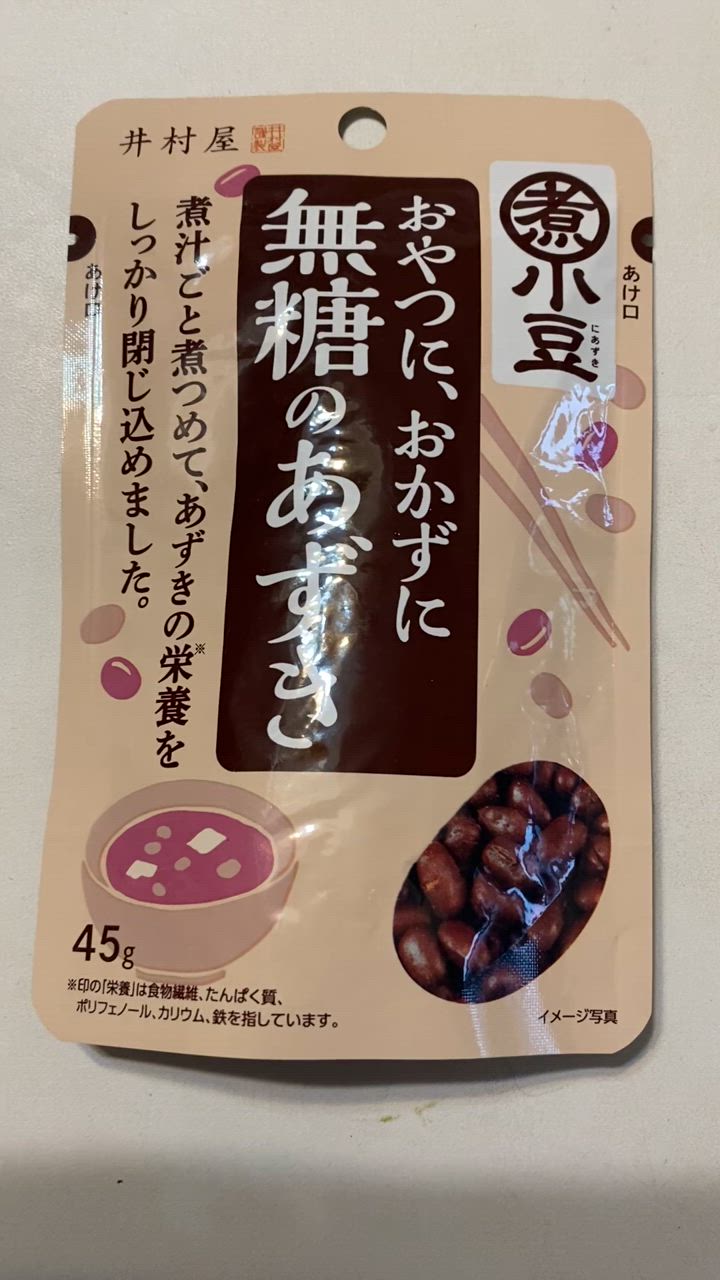 井村屋
煮小豆
にあずき
あけ口
あけ口
おやつに、おかずに
無糖のあずき
煮汁ごと煮つめて、あずきの栄養※を
しっかり閉じ込めました。
45g
※印の「栄養」は食物繊維、たんぱく質、
ポリフェノール、カリウム、鉄を指しています。
イメージ写真